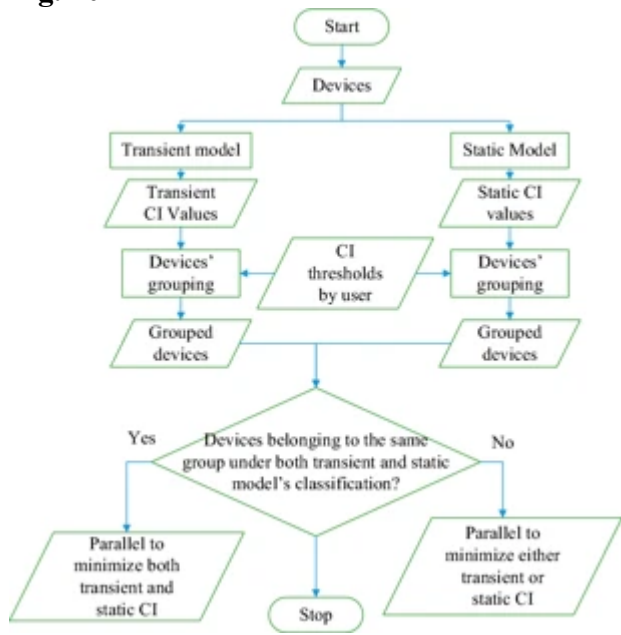 Start
Devices
Transient model
Static Model
Transient
CI Values
Static CI
values
Devices'
grouping
CI
thresholds
by user
Devices'
grouping
Grouped
devices
Grouped
devices
Yes
No
Devices belonging to the same
group under both transient and static
model's classification?
Parallel to
minimize both
transient and
static CI
Parallel to
minimize either
transient or
static CI
Stop